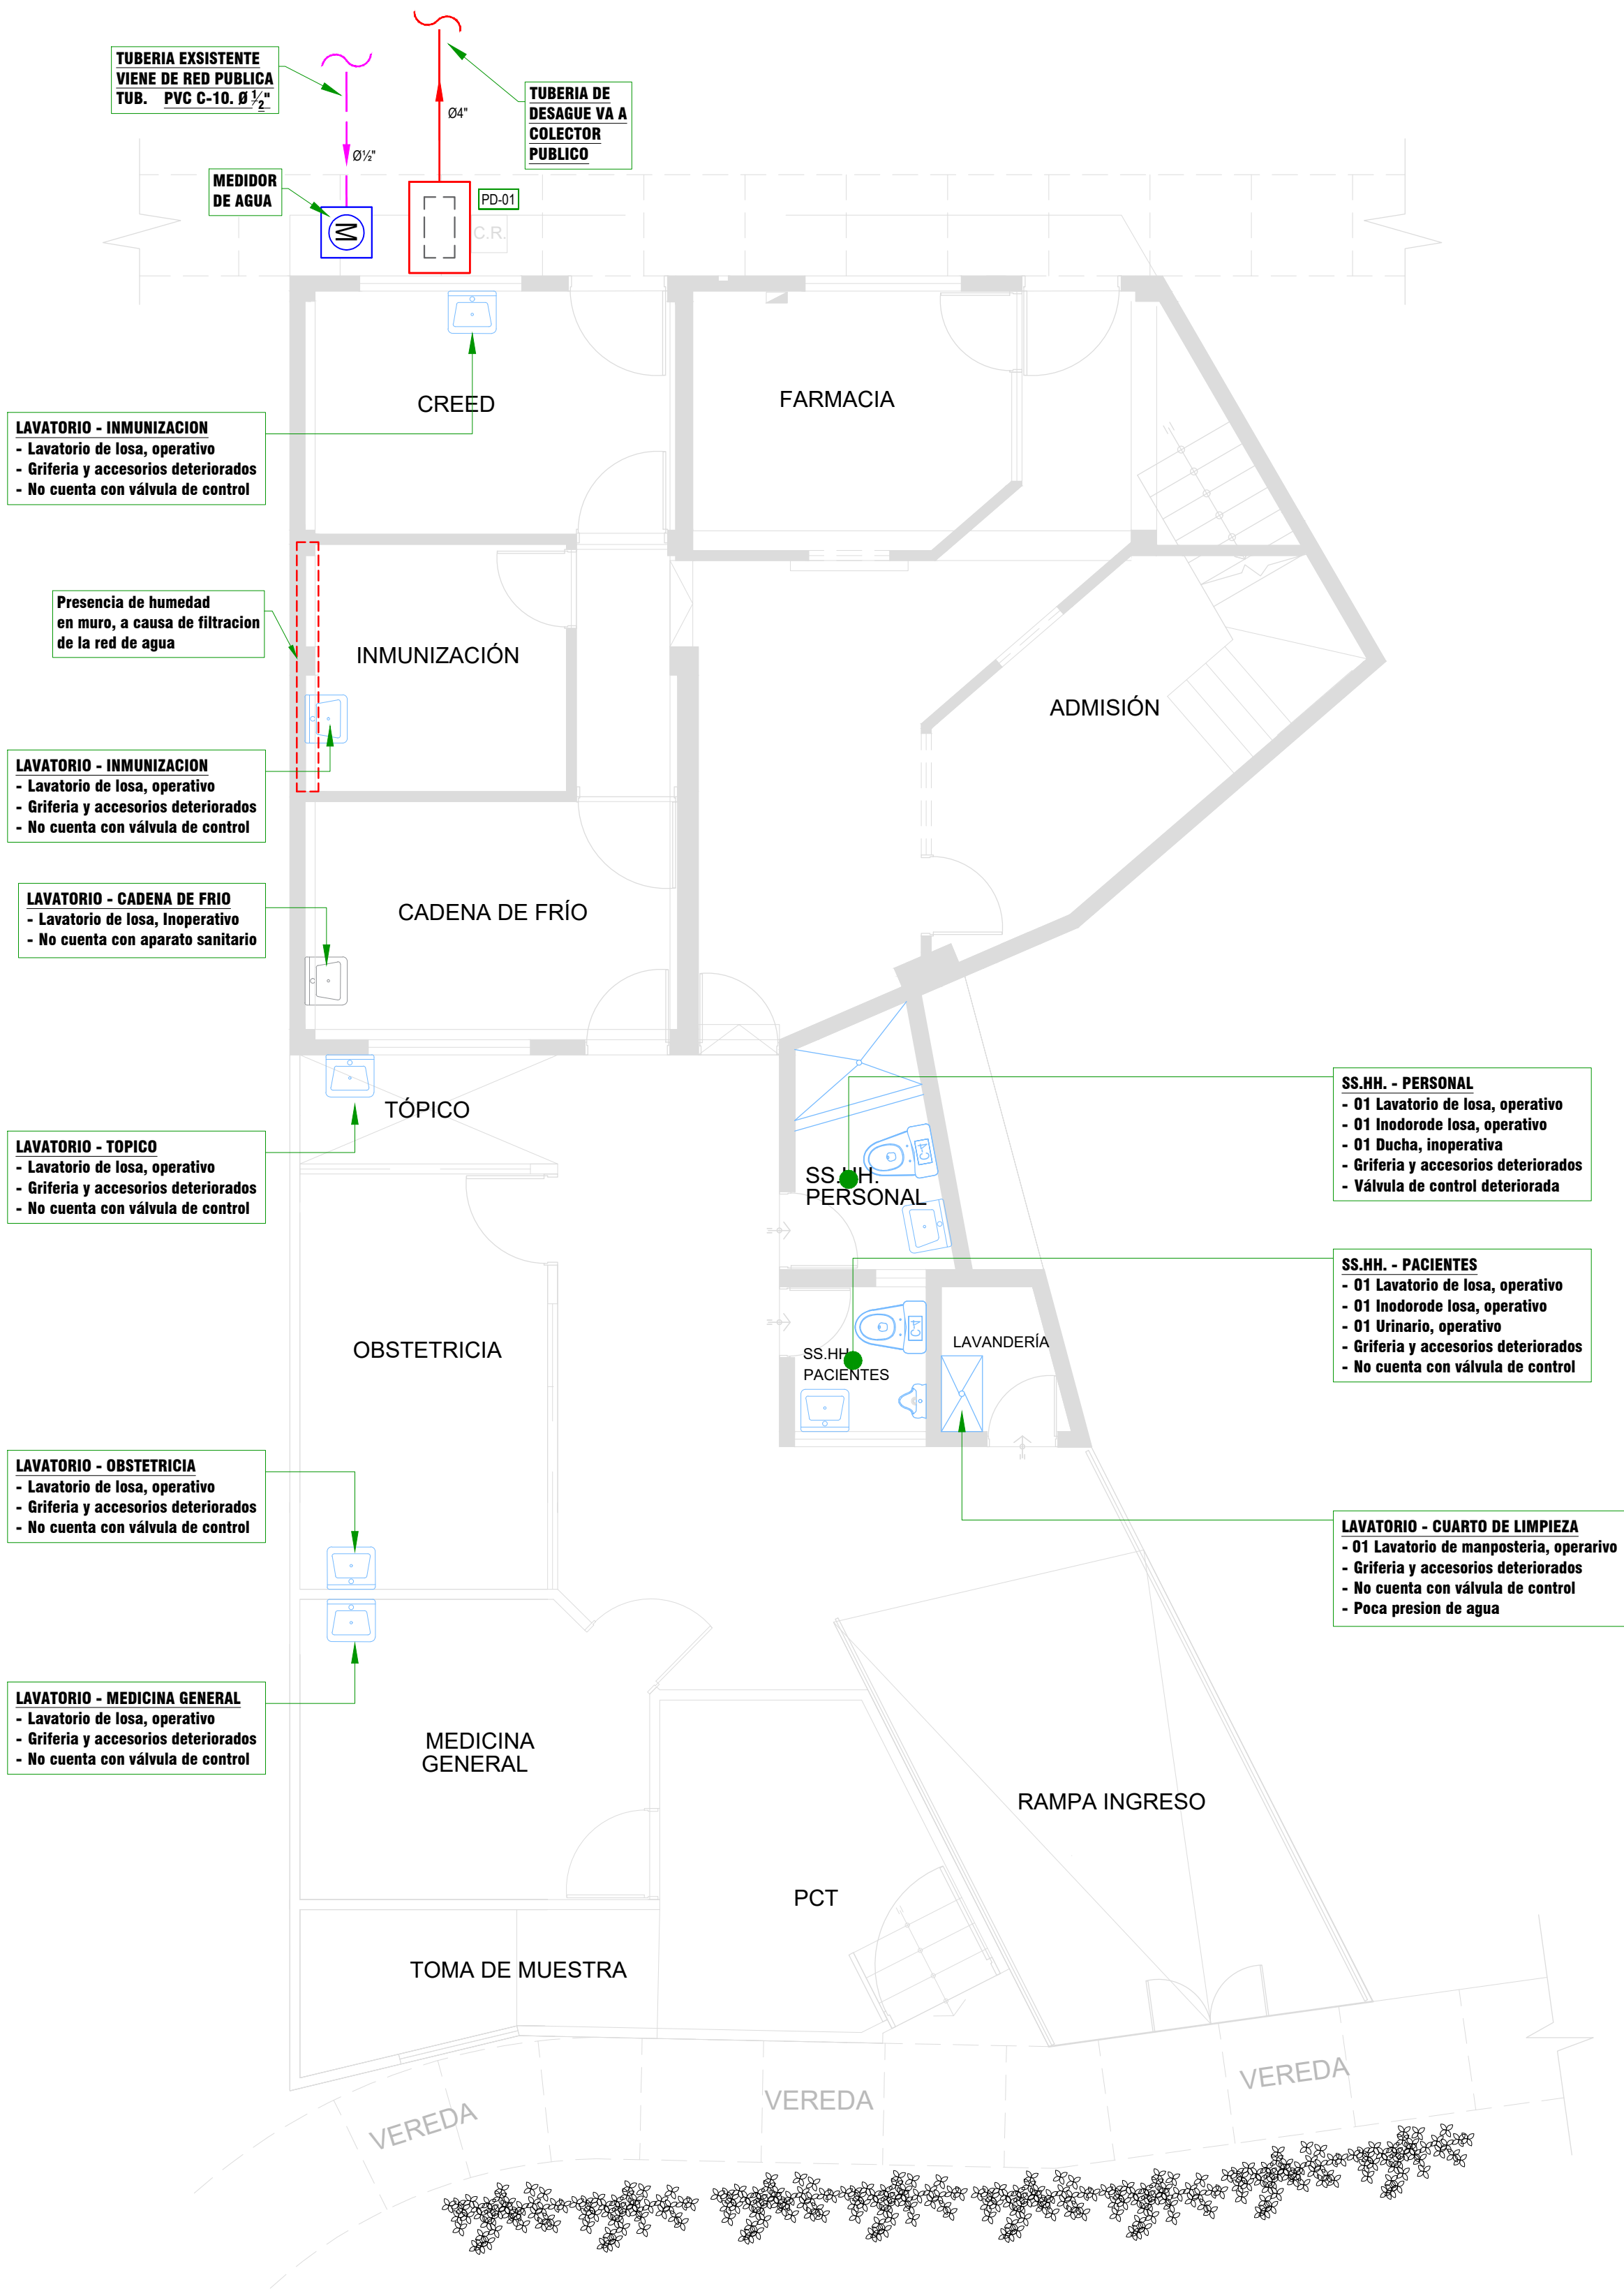 TUBERIA EXSISTENTE
VIENE DE RED PUBLICA
TUB. PVC C-10. Ø 1/2"
Ø½"
Ø4"
TUBERIA DE
DESAGUE VA A
COLECTOR
PUBLICO
MEDIDOR
DE AGUA
M
PD-01
C.R.
CREED
FARMACIA
LAVATORIO - INMUNIZACION
- Lavatorio de losa, operativo
- Griferia y accesorios deteriorados
- No cuenta con válvula de control
Presencia de humedad
en muro, a causa de filtracion
de la red de agua
INMUNIZACIÓN
ADMISIÓN
LAVATORIO - INMUNIZACION
- Lavatorio de losa, operativo
- Griferia y accesorios deteriorados
- No cuenta con válvula de control
LAVATORIO - CADENA DE FRIO
- Lavatorio de losa, Inoperativo
- No cuenta con aparato sanitario
CADENA DE FRÍO
TÓPICO
LAVATORIO - TOPICO
- Lavatorio de losa, operativo
- Griferia y accesorios deteriorados
- No cuenta con válvula de control
SS.HH.
PERSONAL
C-4
SS.HH. - PERSONAL
- 01 Lavatorio de losa, operativo
- 01 Inodorode losa, operativo
- 01 Ducha, inoperativa
- Griferia y accesorios deteriorados
- Válvula de control deteriorada
SS.HH. - PACIENTES
- 01 Lavatorio de losa, operativo
- 01 Inodorode losa, operativo
- 01 Urinario, operativo
- Griferia y accesorios deteriorados
- No cuenta con válvula de control
C-4
SS.HH.
PACIENTES
LAVANDERÍA
OBSTETRICIA
LAVATORIO - OBSTETRICIA
- Lavatorio de losa, operativo
- Griferia y accesorios deteriorados
- No cuenta con válvula de control
LAVATORIO - CUARTO DE LIMPIEZA
- 01 Lavatorio de manposteria, operarivo
- Griferia y accesorios deteriorados
- No cuenta con válvula de control
- Poca presion de agua
LAVATORIO - MEDICINA GENERAL
- Lavatorio de losa, operativo
- Griferia y accesorios deteriorados
- No cuenta con válvula de control
MEDICINA
GENERAL
RAMPA INGRESO
PCT
TOMA DE MUESTRA
VEREDA
VEREDA
VEREDA